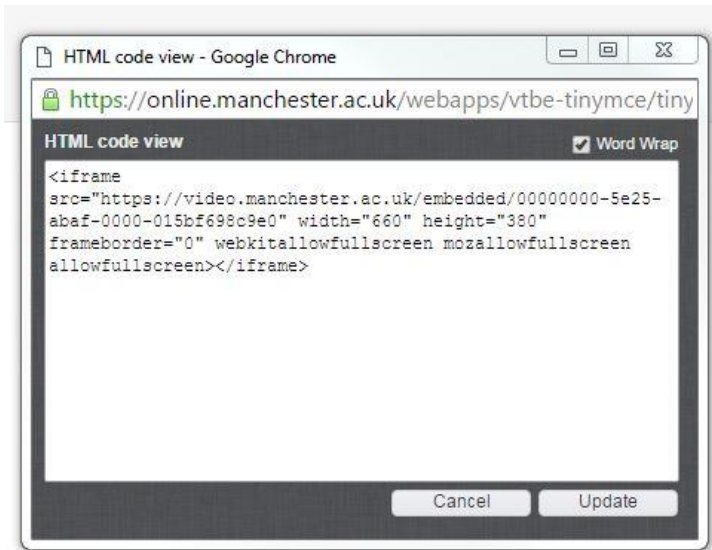 HTML code view - Google Chrome
https://online.manchester.ac.uk/webapps/vtbe-tinymce/tiny
HTML code view
Word Wrap
<iframe
src="https://video.manchester.ac.uk/embedded/00000000-5e25-
abaf-0000-015bf698c9e0" width="660" height="380"
frameborder="0" webkitallowfullscreen mozallowfullscreen
allowfullscreen></iframe>
Cancel
Update